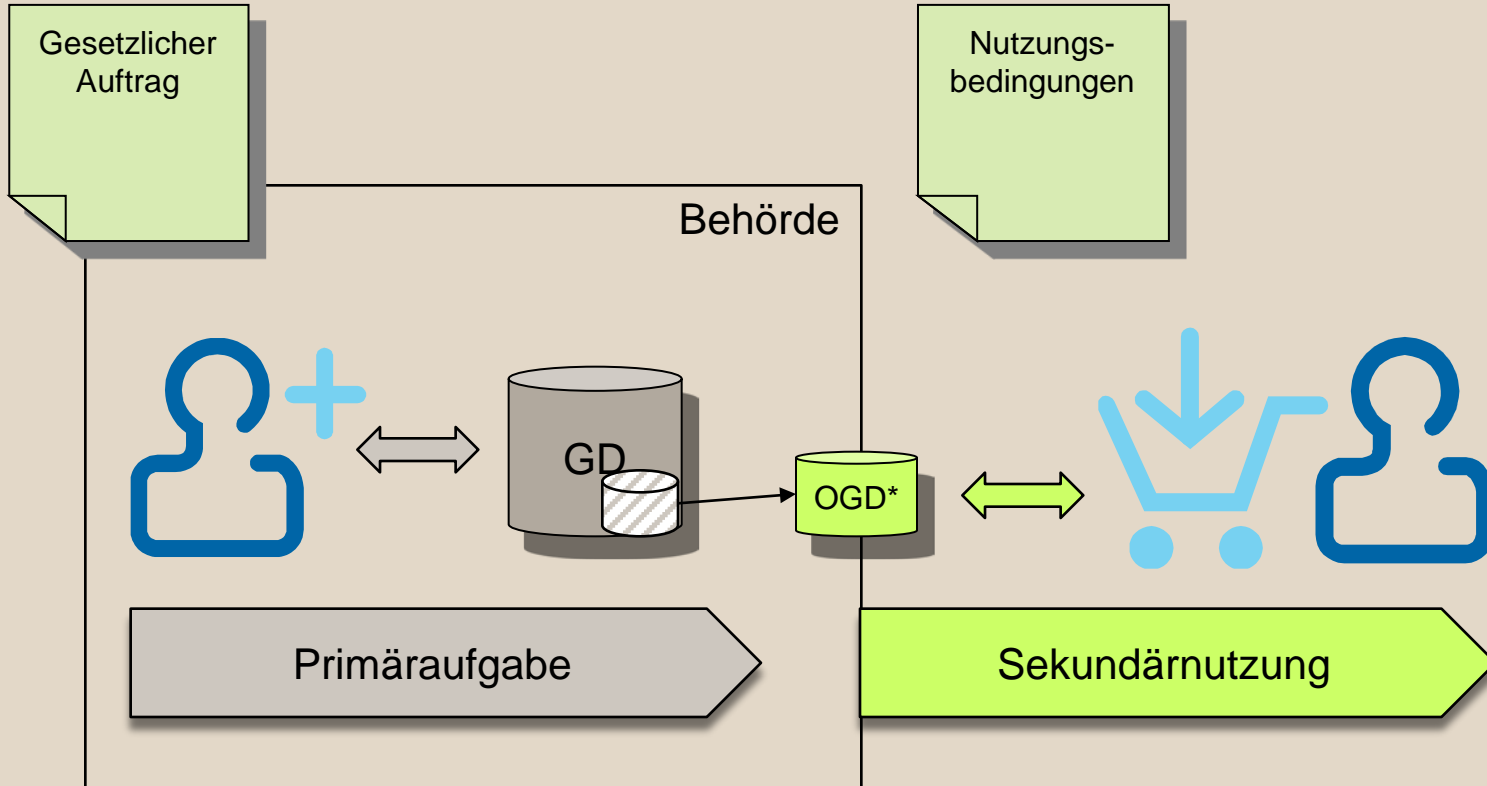 Gesetzlicher
Auftrag
Nutzungs-
bedingungen
Behörde
GD
OGD*
Primäraufgabe
Sekundärnutzung